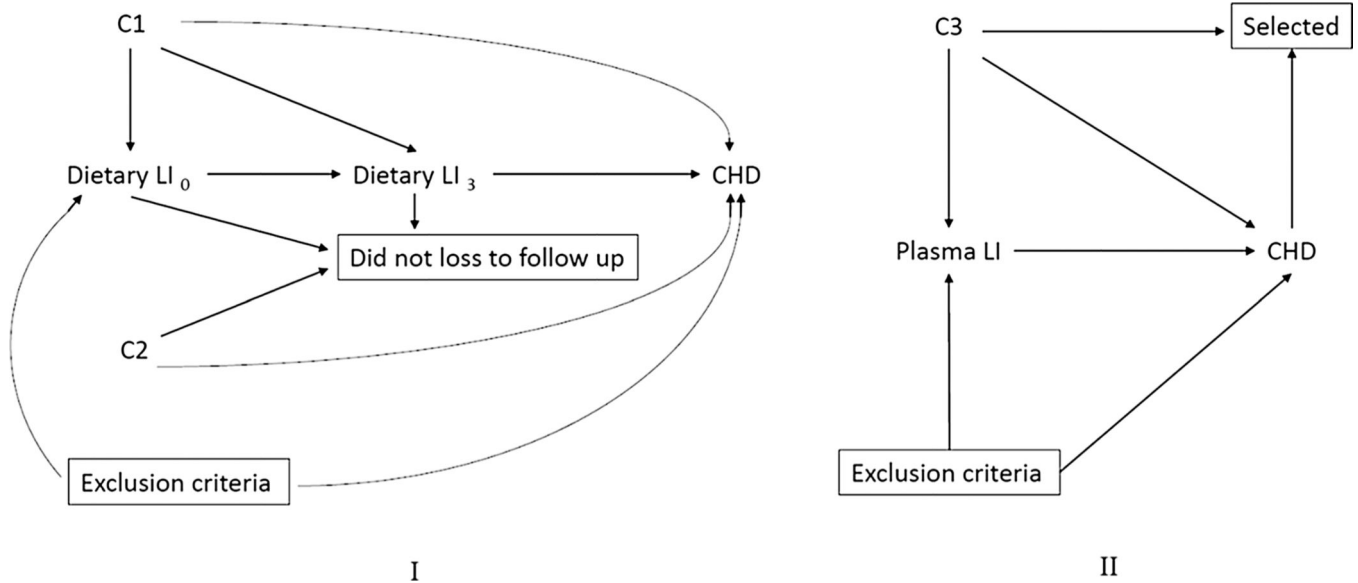 C1
Dietary LI 0
Dietary LI 3
CHD
Did not loss to follow up
C2
Exclusion criteria
I
C3
Selected
Plasma LI
CHD
Exclusion criteria
II